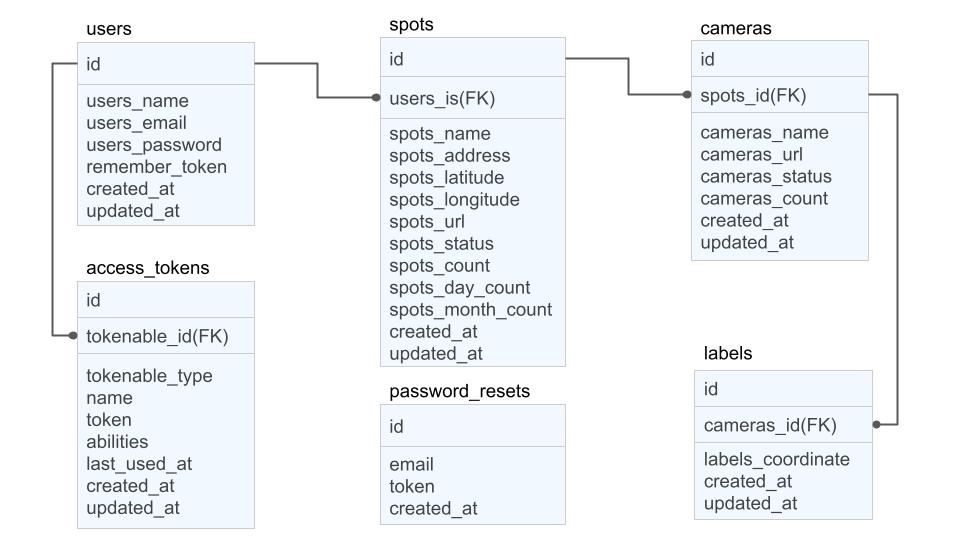 users
id
users_name
users_email
users_password
remember_token
created_at
updated_at
access_tokens
id
tokenable_id(FK)
tokenable_type
name
token
abilities
last_used_at
created_at
updated_at
spots
id
users_is(FK)
spots_name
spots_address
spots_latitude
spots_longitude
spots_url
spots_status
spots_count
spots_day_count
spots_month_count
created_at
updated_at
password_resets
id
email
token
created_at
cameras
id
spots_id(FK)
cameras_name
cameras_url
cameras_status
cameras_count
created_at
updated_at
labels
id
cameras_id(FK)
labels_coordinate
created_at
updated_at